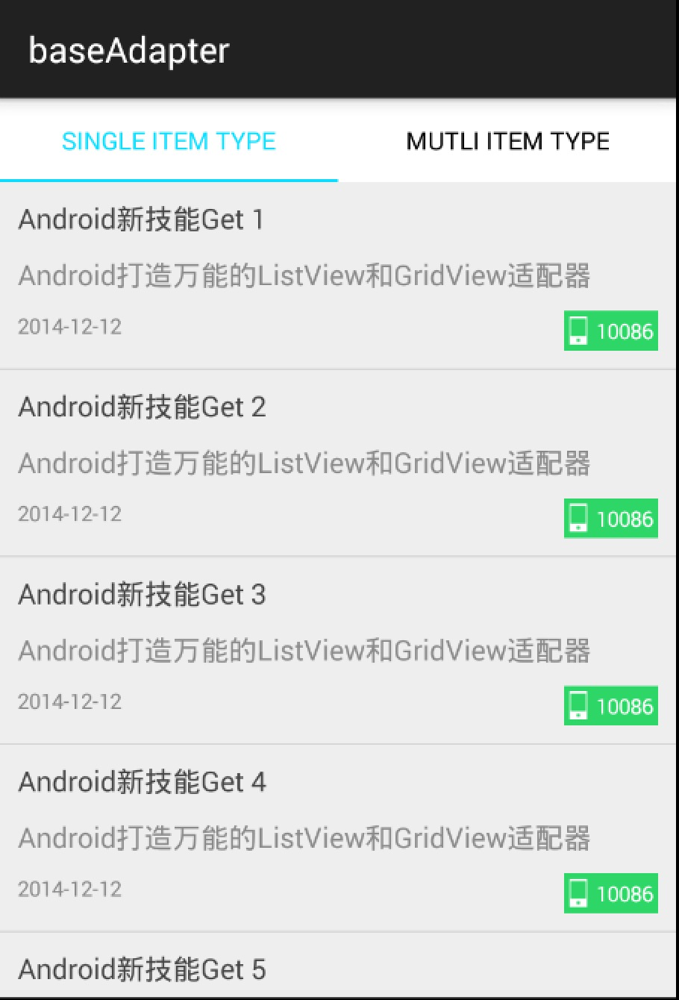 baseAdapter
SINGLE ITEM TYPE
MUTLI ITEM TYPE
Android新技能Get 1
Android打造万能的ListView和GridView适配器
2014-12-12
10086
Android新技能Get 2
Android打造万能的ListView和GridView适配器
2014-12-12
10086
Android新技能Get 3
Android打造万能的ListView和GridView适配器
2014-12-12
10086
Android新技能Get 4
Android打造万能的ListView和GridView适配器
2014-12-12
10086
Android新技能Get 5